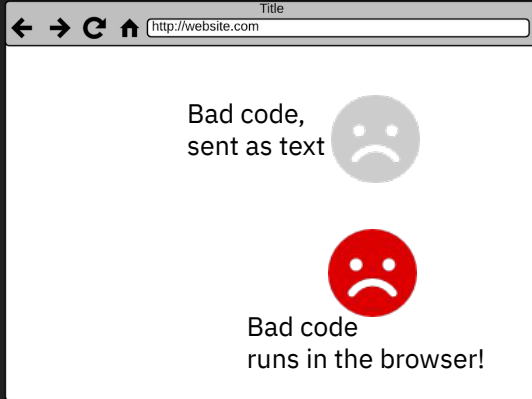 Title
http://website.com
Bad code,
sent as text
Bad code
runs in the browser!